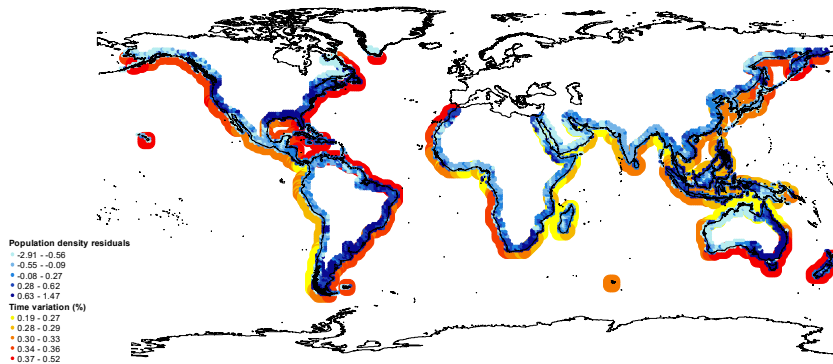 Population density residuals
-2.91 - -0.56
-0.55 - -0.09
-0.08 - 0.27
0.28 - 0.62
0.63 - 1.47
Time variation (%)
0.19 - 0.27
0.28 - 0.29
0.30 - 0.33
0.34 - 0.36
0.37 - 0.52